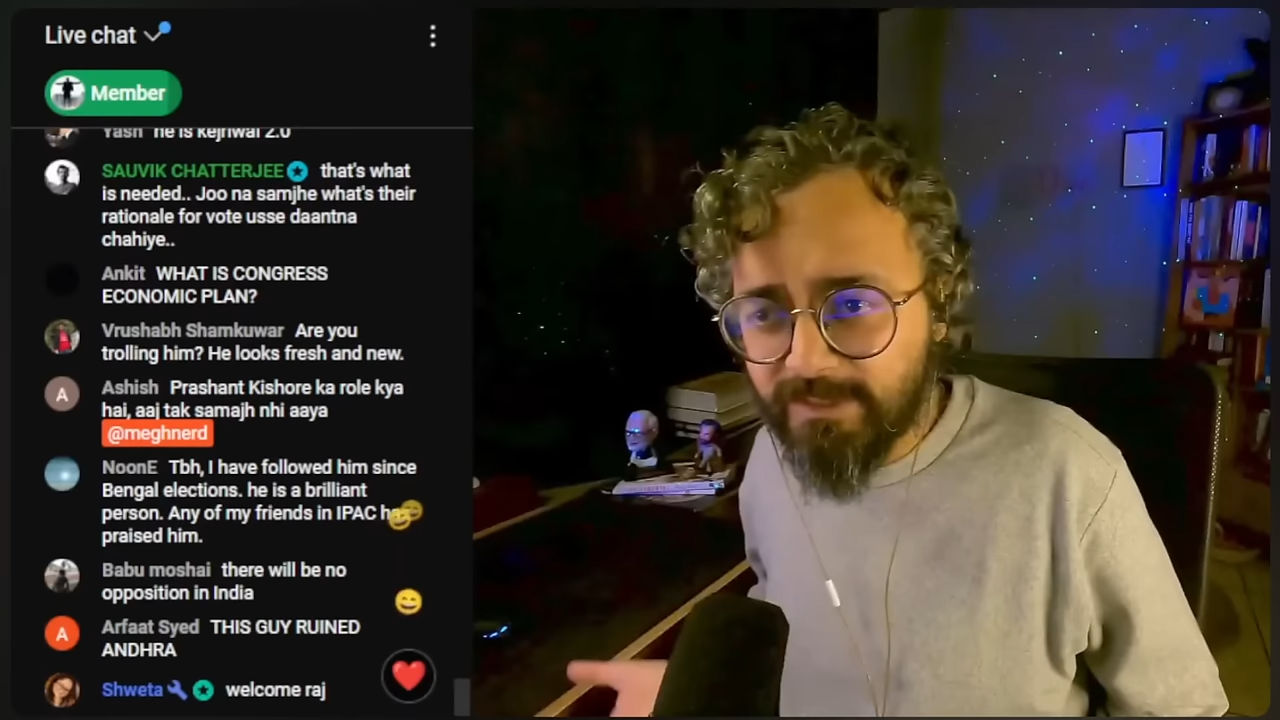 Live chat
Member
Yash he is kejriwal 2.0
SAUVIK CHATTERJEE that's what
is needed.. Joo na samjhe what's their
rationale for vote usse daantna
chahiye..
Ankit WHAT IS CONGRESS
ECONOMIC PLAN?
Vrushabh Shamkuwar Are you
trolling him? He looks fresh and new.
A
Ashish Prashant Kishore ka role kya
hai, aaj tak samajh nhi aaya
@meghnerd
NoonE Tbh, I have followed him since
Bengal elections. he is a brilliant
person. Any of my friends in IPAC has
praised him.
Babu moshai there will be no
opposition in India
A
Arfaat Syed THIS GUY RUINED
ANDHRA
Shweta welcome raj